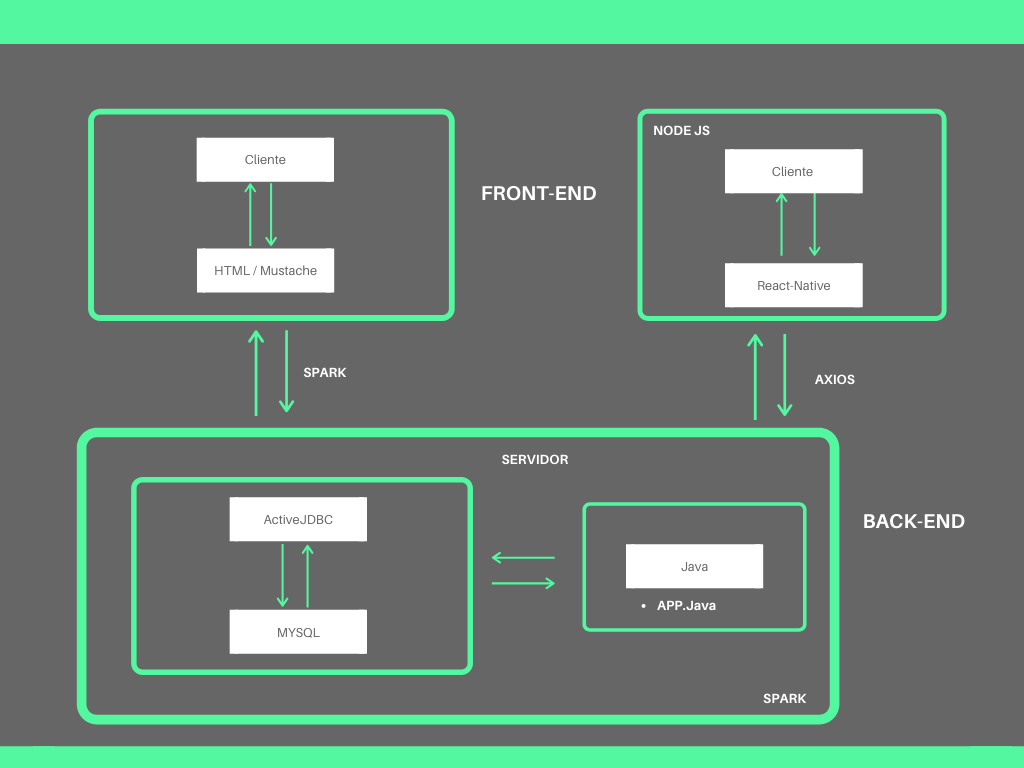 Cliente
HTML / Mustache
FRONT-END
NODE JS
Cliente
React-Native
SPARK
AXIOS
SERVIDOR
ActiveJDBC
MYSQL
Java
• APP.Java
SPARK
BACK-END